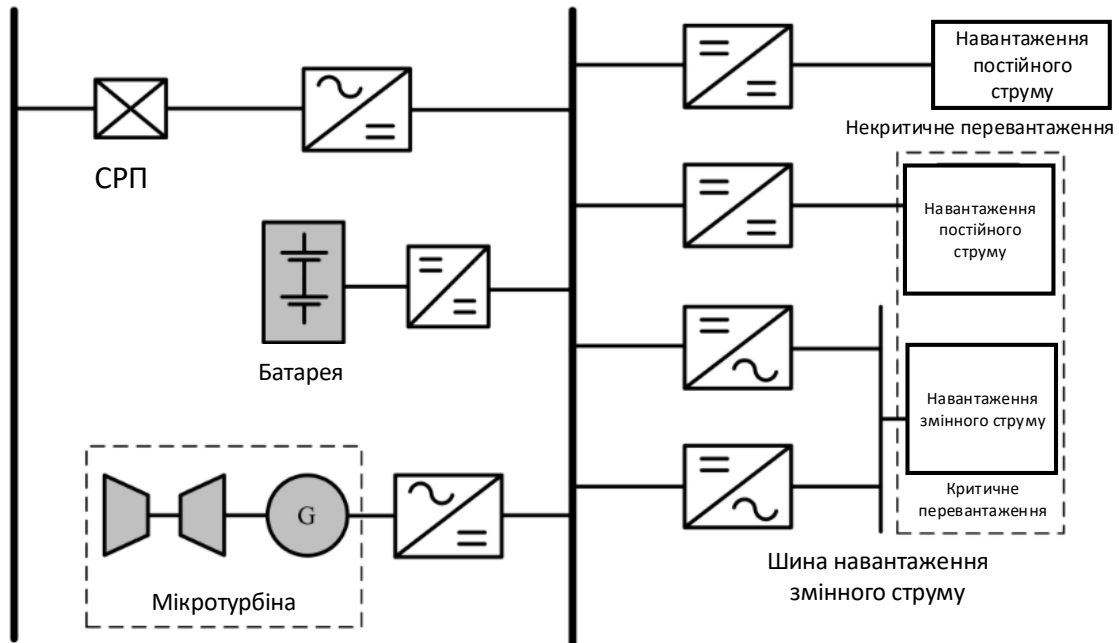 Навантаження
постійного
струму
Некритичне перевантаження
СРП
Навантаження
постійного
струму
Батарея
Навантаження
змінного струму
Критичне
перевантаження
G
Мікротурбіна
Шина навантаження
змінного струму